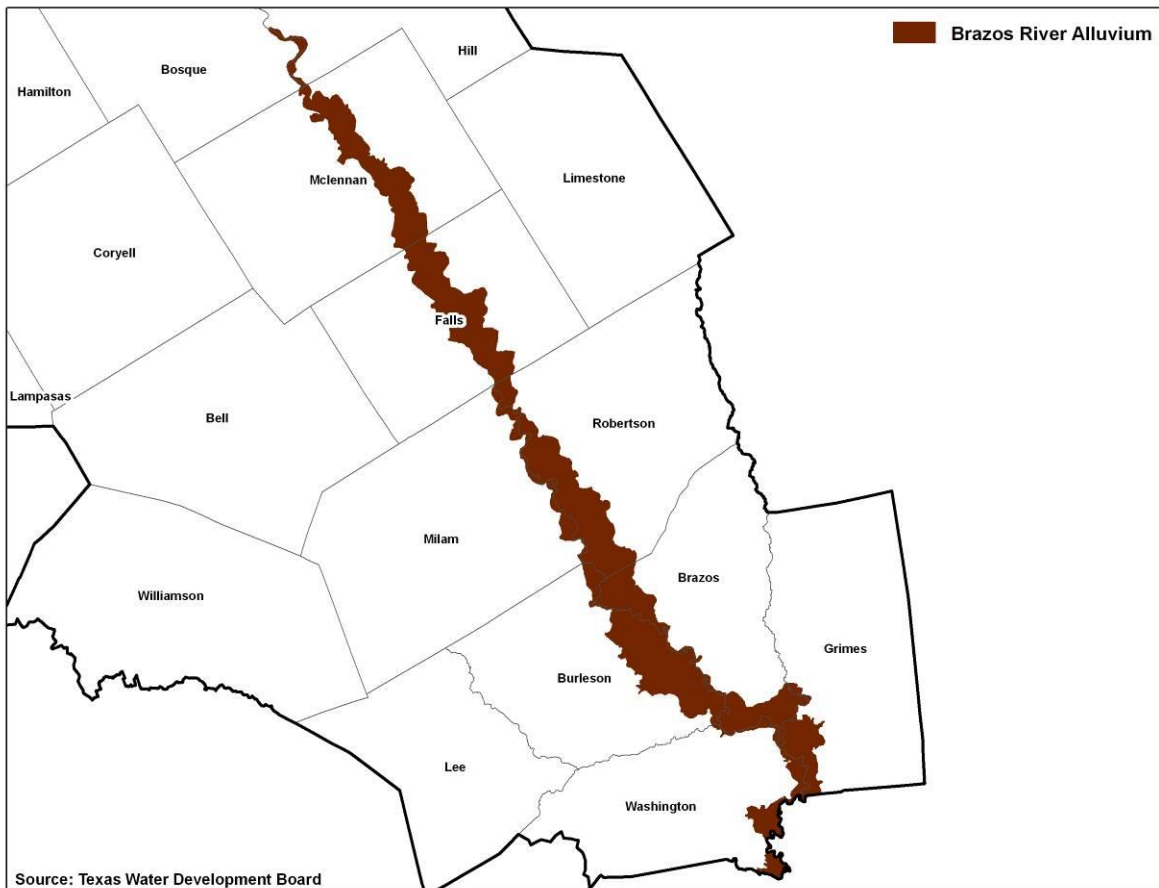 Brazos River Alluvium
Hill
Bosque
Hamilton
Limestone
Mclennan
Coryell
Falls
Lampasas
Bell
Robertson
Milam
Brazos
Williamson
Grimes
Burleson
Lee
Washington
Source: Texas Water Development Board